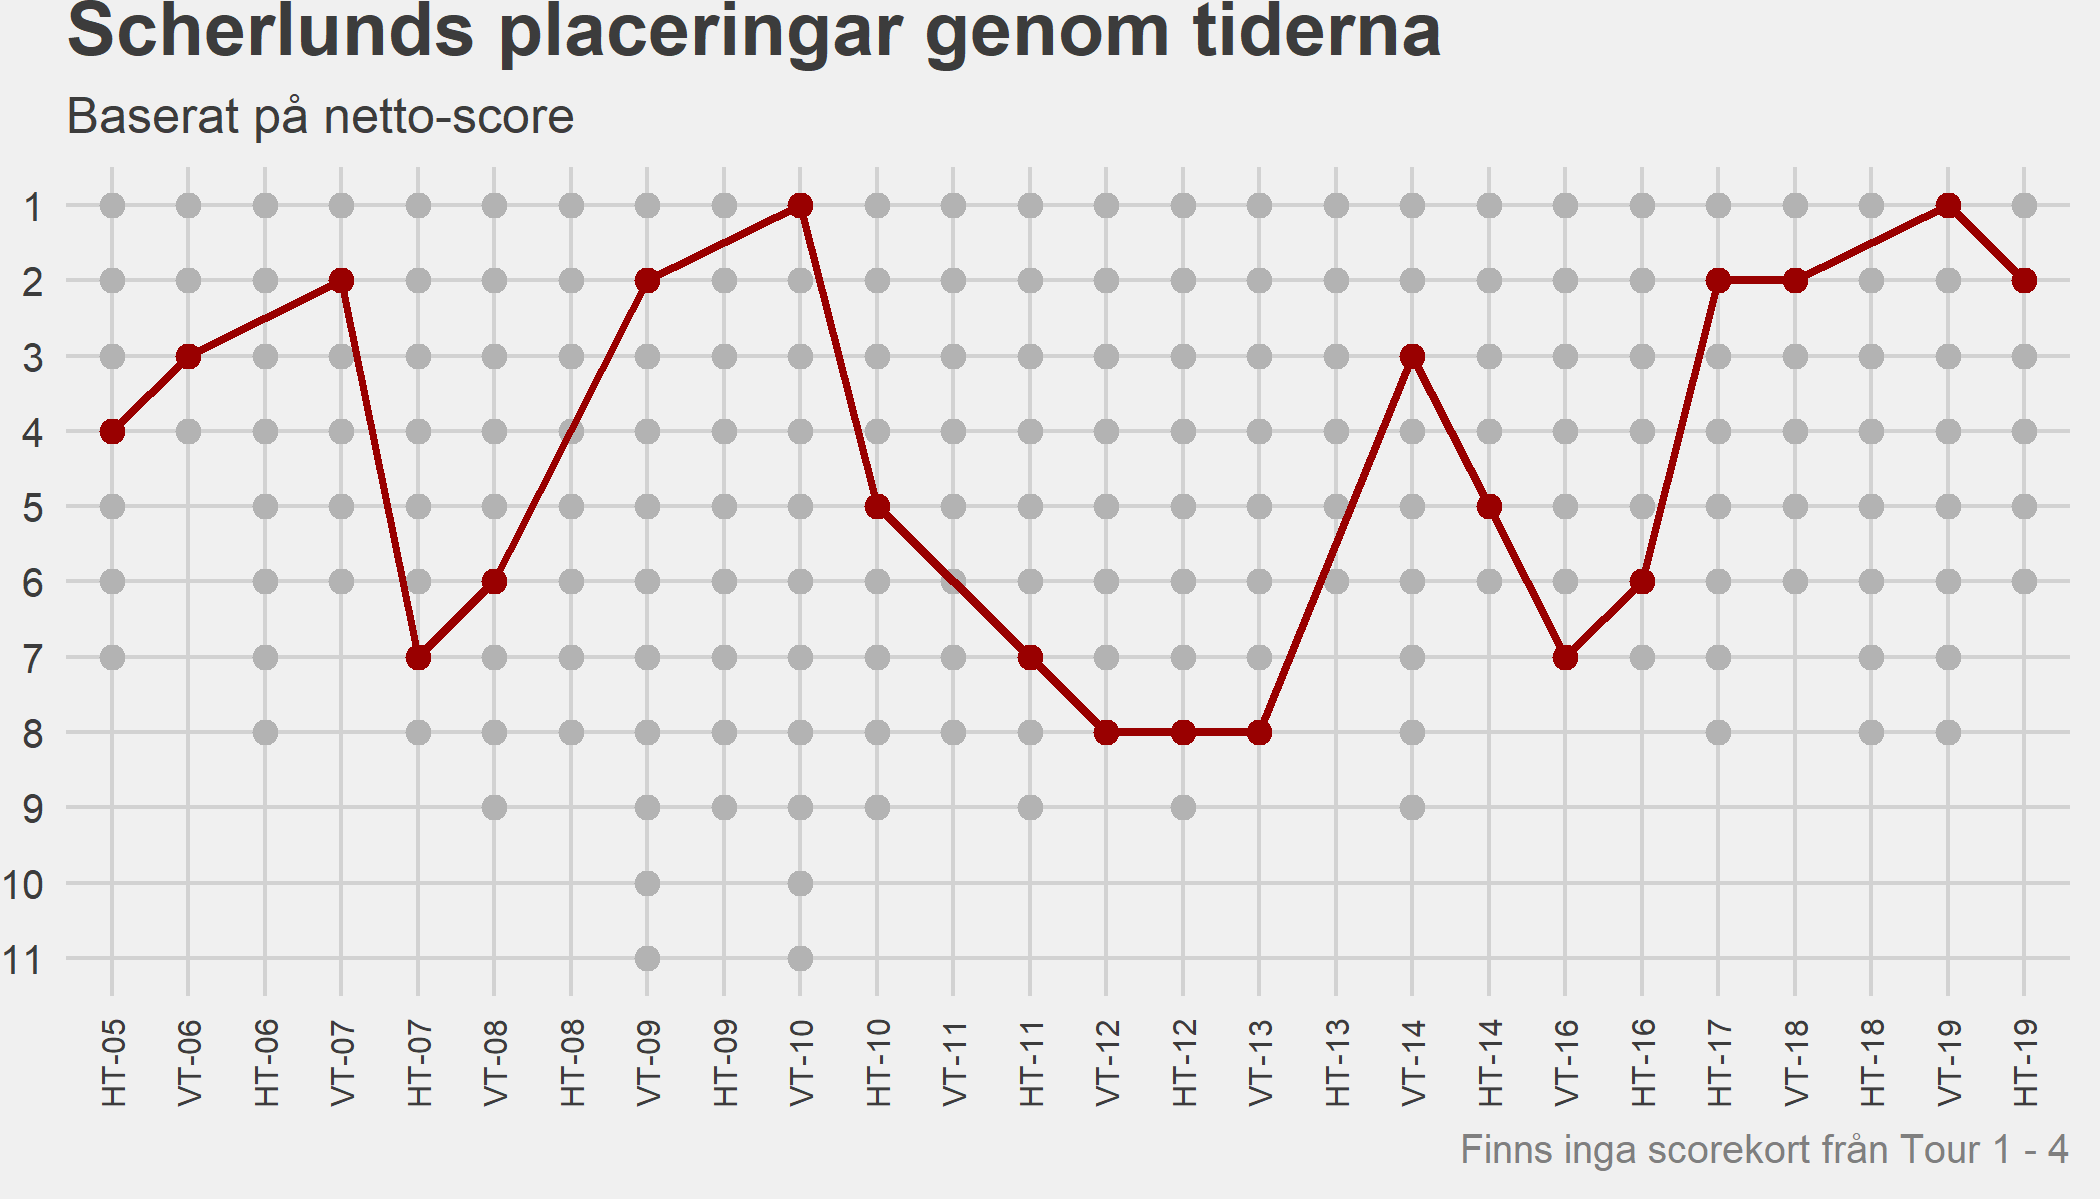 Scherlunds placeringar genom tiderna
Baserat på netto-score
1
2
3
4
5
6
7
8
9
10
11
HT-05
VT-06
HT-06
VT-07
HT-07
VT-08
HT-08
VT-09
HT-09
VT-10
HT-10
VT-11
HT-11
VT-12
HT-12
VT-13
HT-13
VT-14
HT-14
VT-16
HT-16
HT-17
VT-18
HT-18
VT-19
HT-19
Finns inga scorekort från Tour 1 - 4